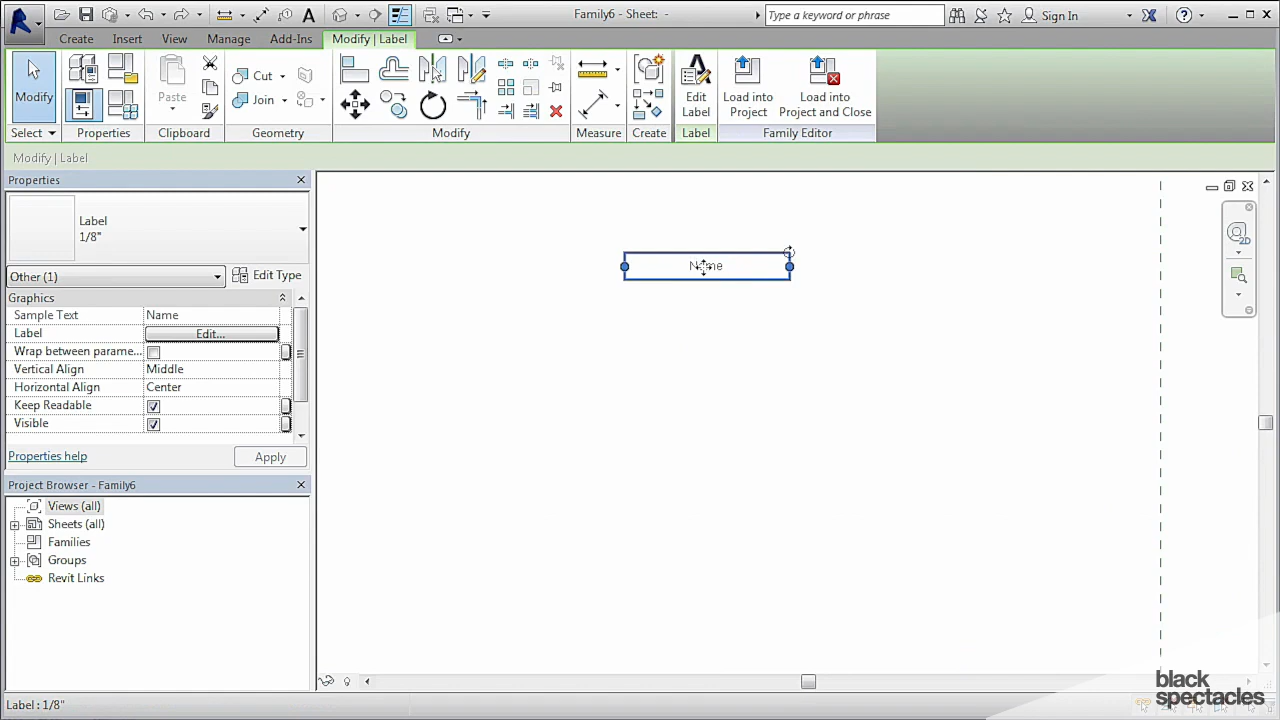 Family6 - Sheet: -
Type a keyword or phrase
Sign In
Create Insert View Manage Add-Ins Modify | Label
Modify
Paste
Cut
Join
Edit Label
Load into Project
Load into Project and Close
Select Properties Clipboard Geometry Modify Measure Create Label Family Editor
Modify | Label
Properties
Label
1/8"
Other (1)
Edit Type
Graphics
Sample Text Name
Label Edit...
Wrap between parame...
Vertical Align Middle
Horizontal Align Center
Keep Readable
Visible
Properties help
Apply
Project Browser - Family6
Views (all)
Sheets (all)
Families
Groups
Revit Links
Name
2D
Label : 1/8"
black
spectacles